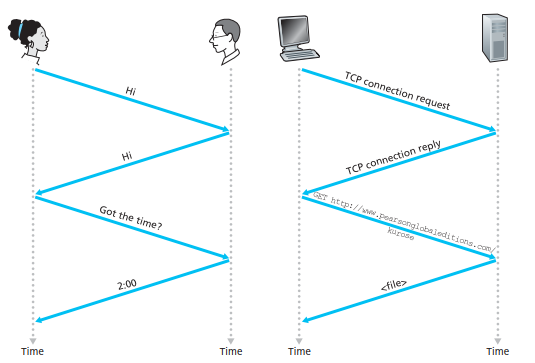 Hi
Hi
Got the time?
2:00
Time
Time
TCP connection request
TCP connection reply
GET http://www.pearsonglobaleditions.com/
kurose
<file>
Time
Time